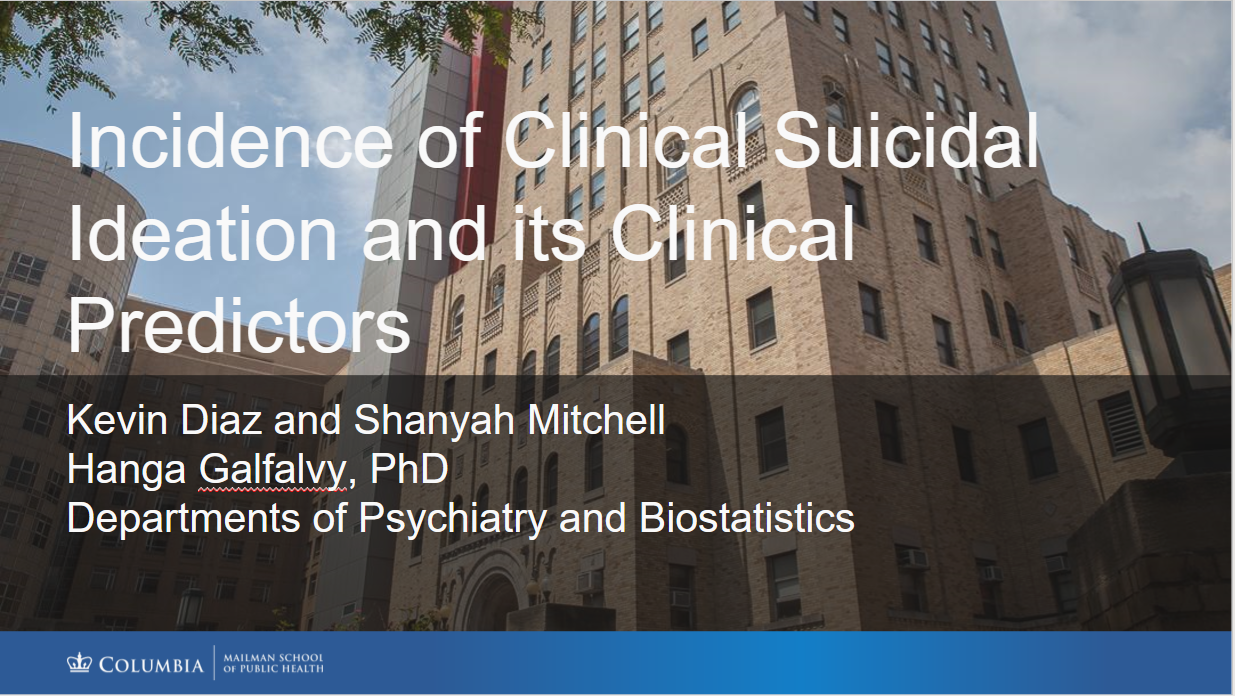 Incidence of Clinical Suicidal
Ideation and its Clinical
Predictors
Kevin Diaz and Shanyah Mitchell
Hanga Galfalvy, PhD
Departments of Psychiatry and Biostatistics
COLUMBIA
MAILMAN SCHOOL
OF PUBLIC HEALTH